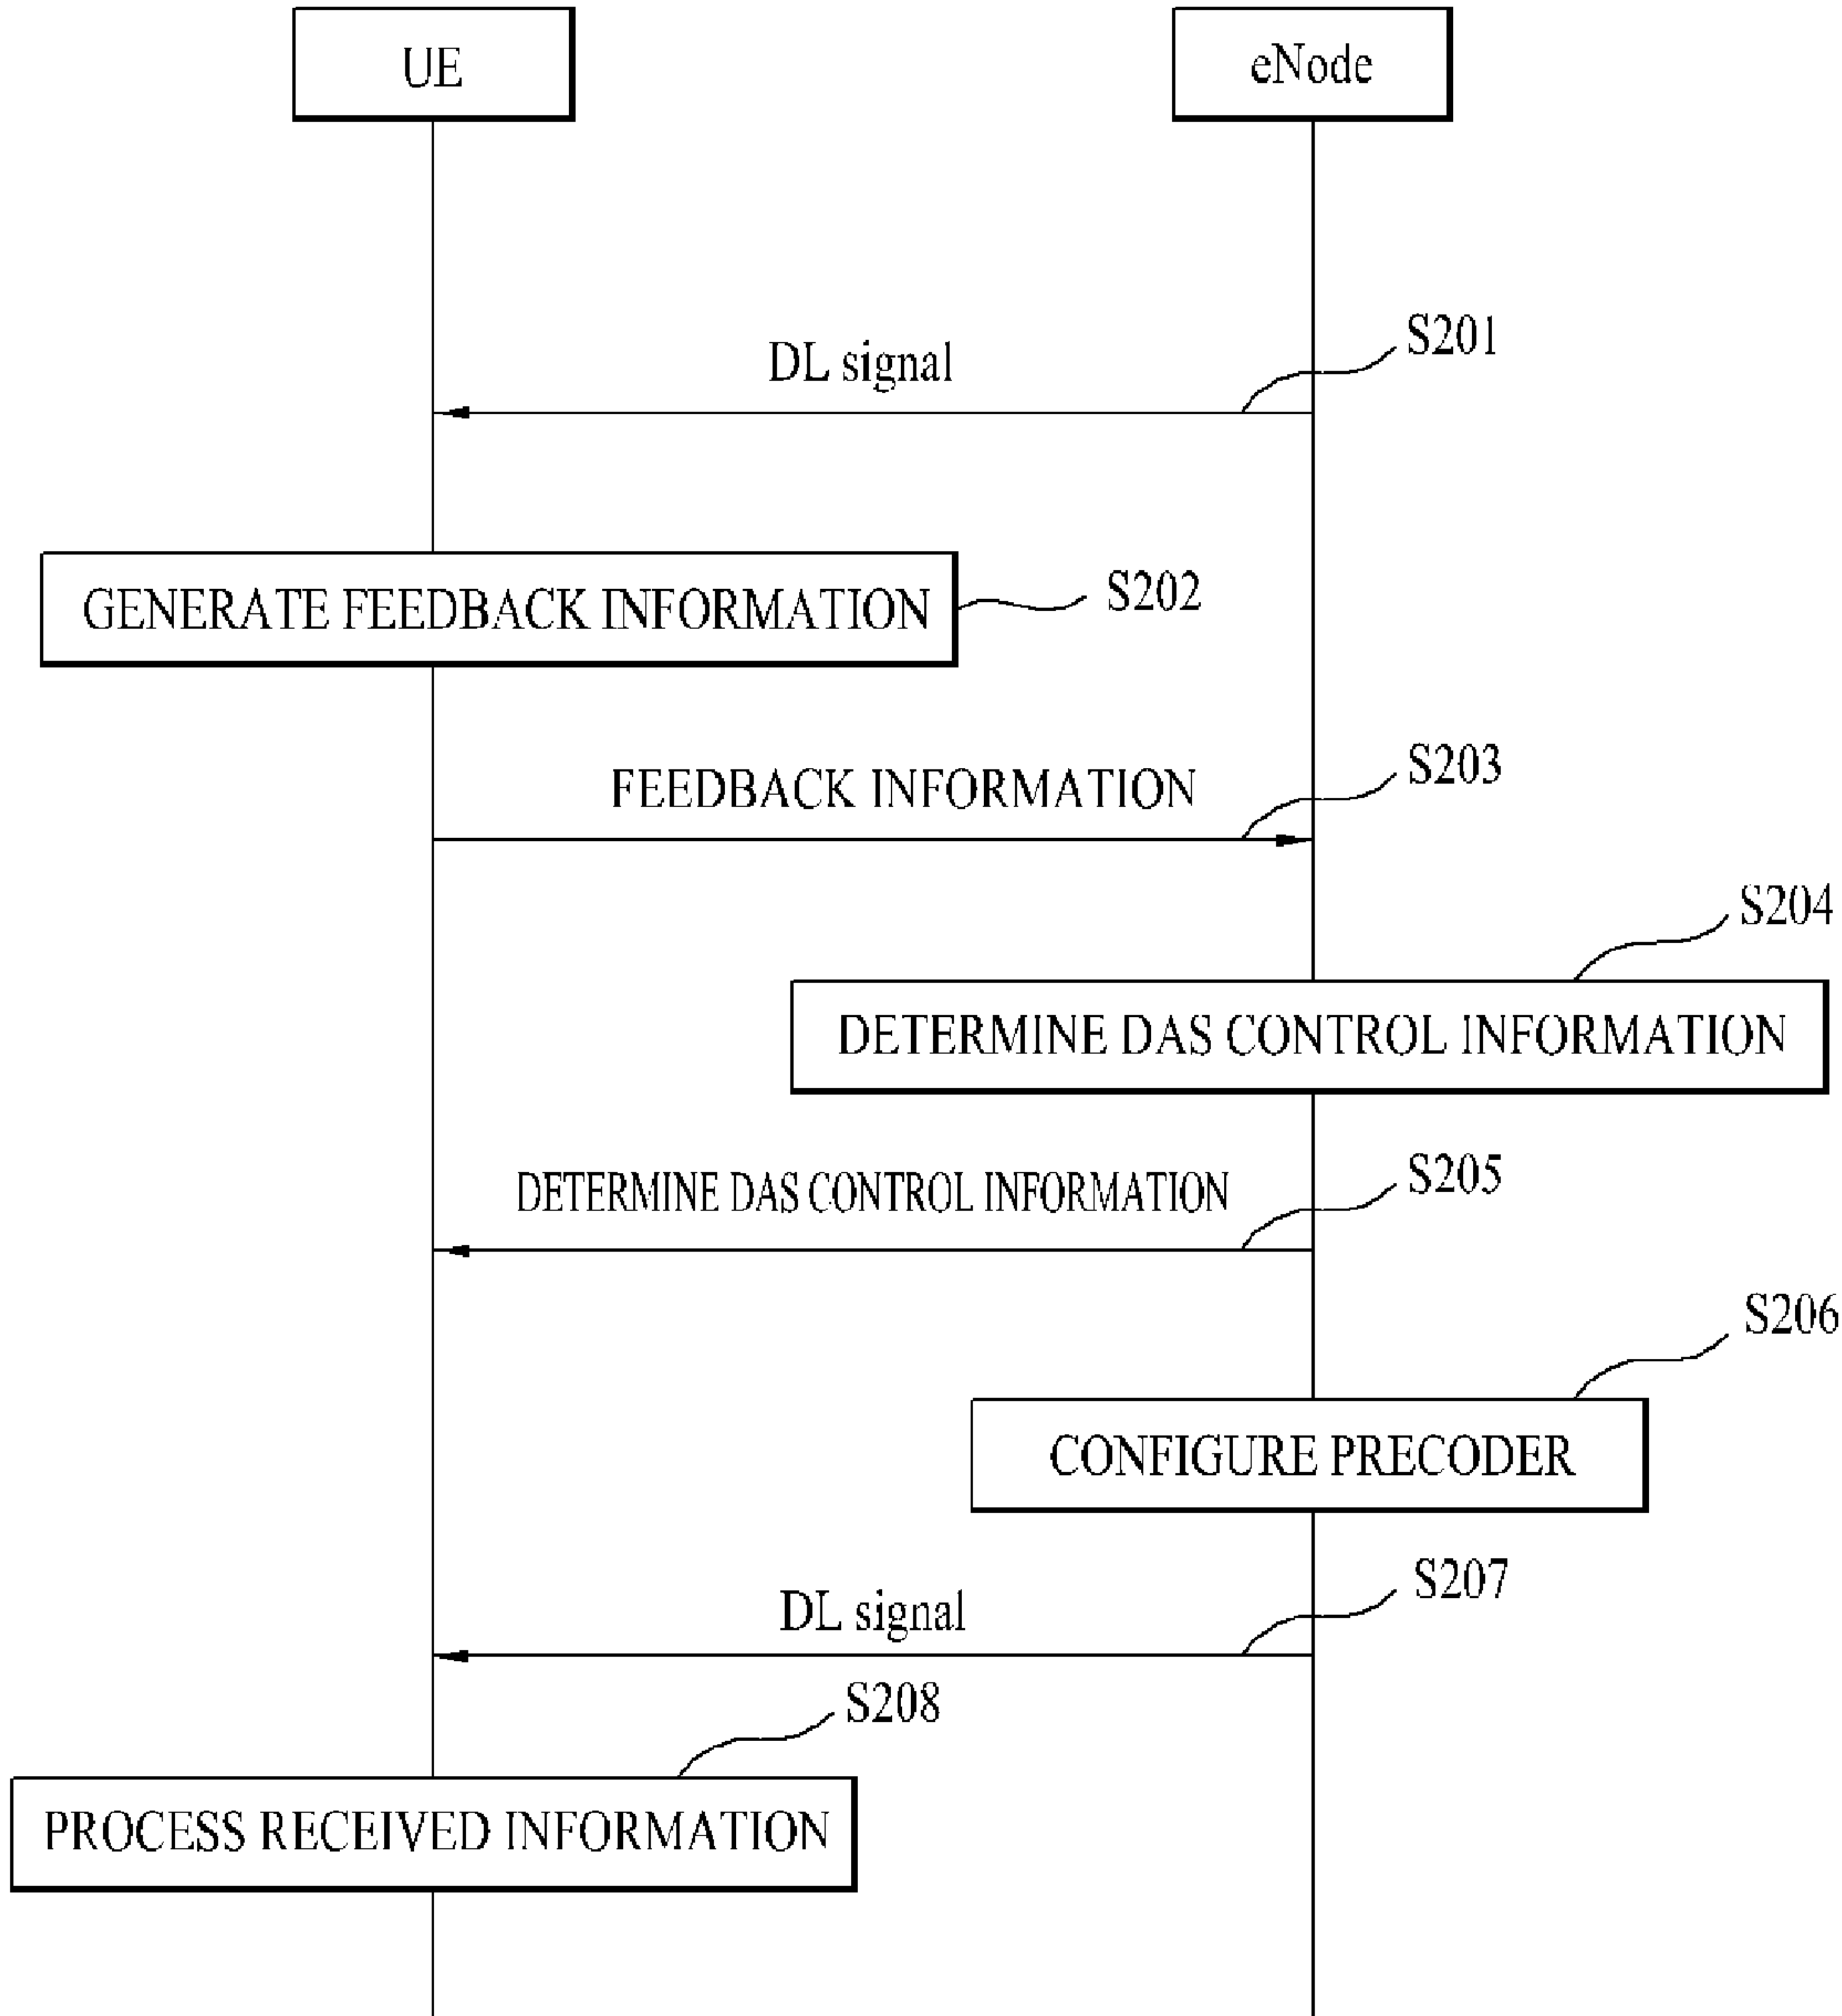 UE
eNode
S201
DL signal
S202
GENERATE FEEDBACK INFORMATION
S203
FEEDBACK INFORMATION
S204
DETERMINE DAS CONTROL INFORMATION
S205
DETERMINE DAS CONTROL INFORMATION
S206
CONFIGURE PRECODER
S207
DL signal
S208
PROCESS RECEIVED INFORMATION